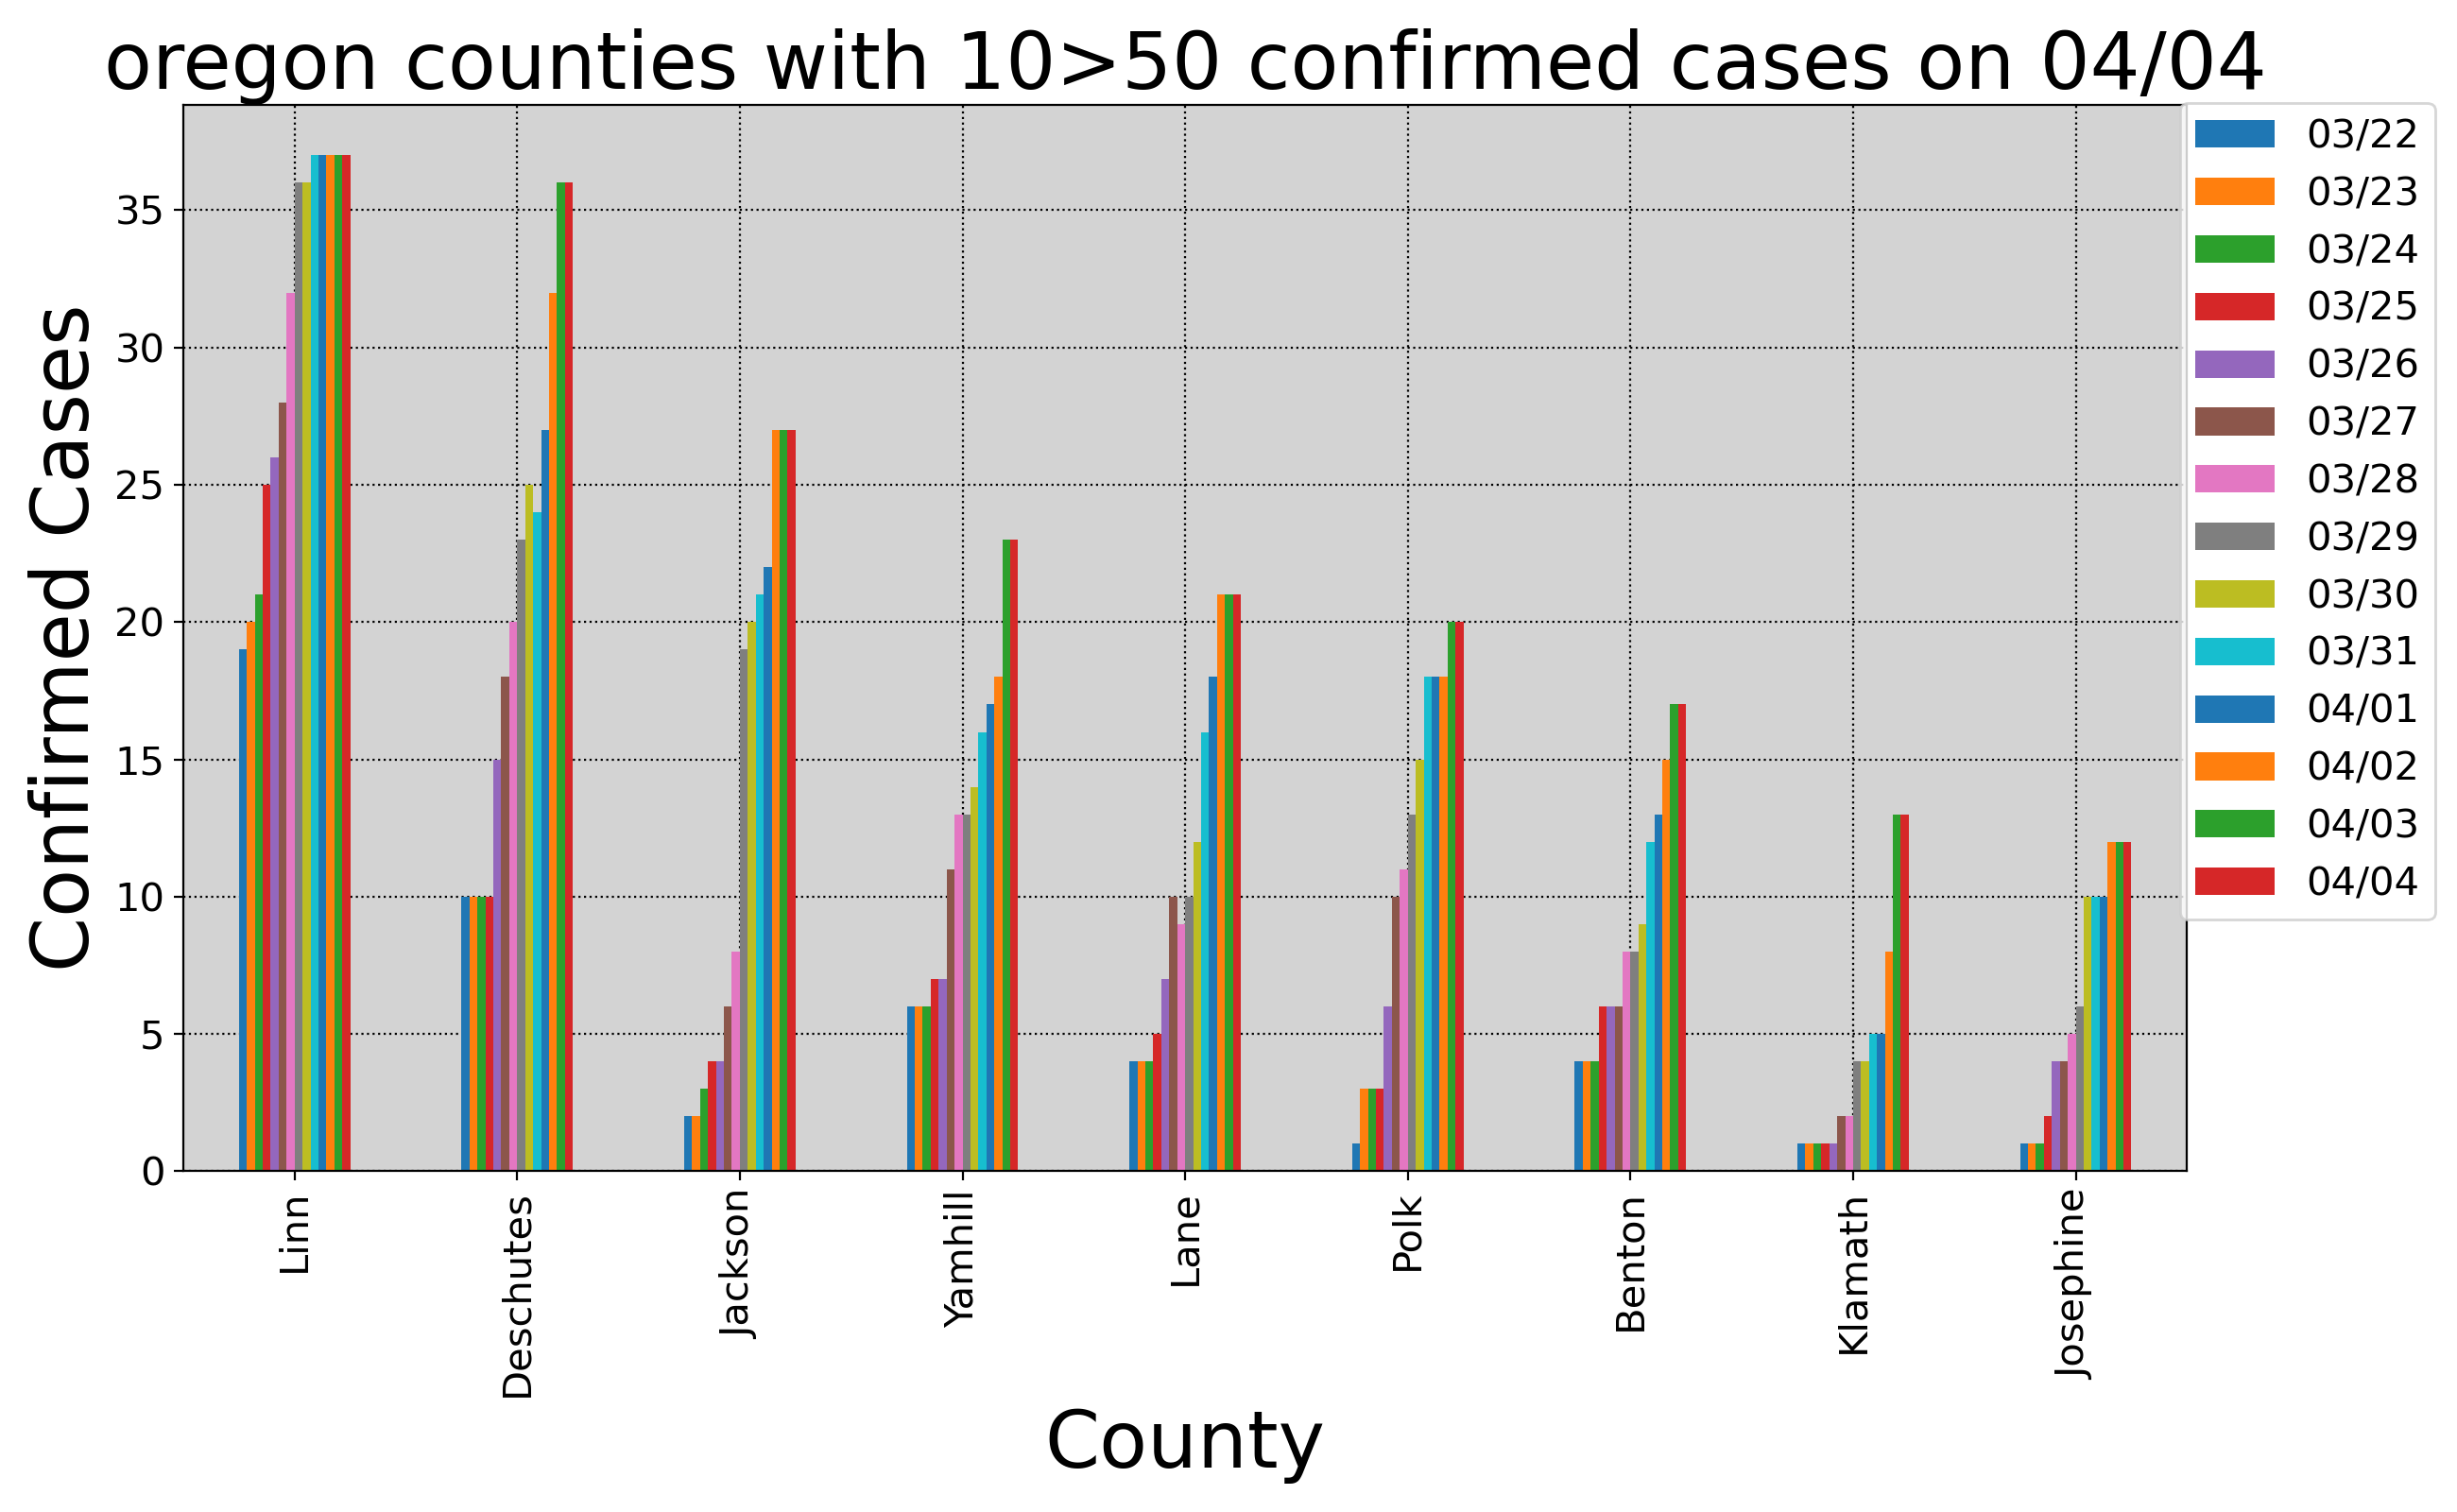 oregon counties with 10>50 confirmed cases on 04/04
Confirmed Cases
35
30
25
20
15
10
5
0
03/22
03/23
03/24
03/25
03/26
03/27
03/28
03/29
03/30
03/31
04/01
04/02
04/03
04/04
Linn
Deschutes
Jackson
Yamhill
Lane
Polk
Benton
Klamath
Josephine
County